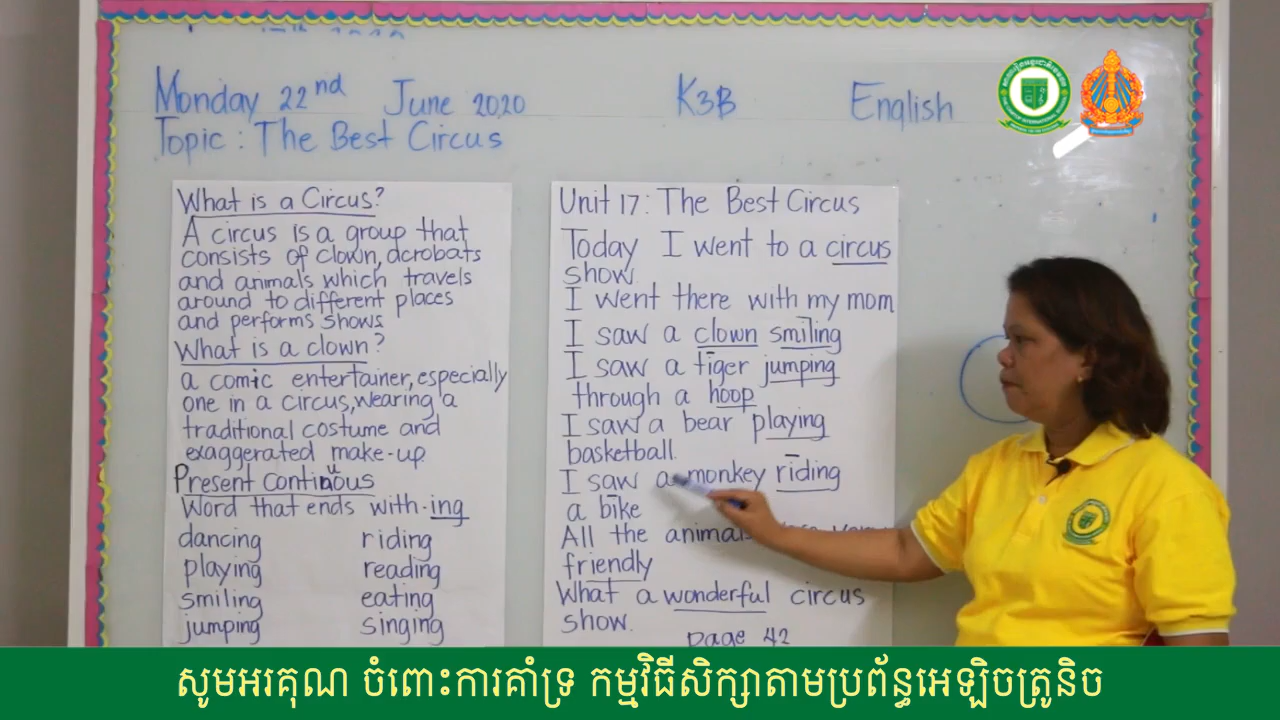 Monday 22nd June 2020 K3B English
Topic : The Best Circus
What is a Circus?
A circus is a group that
consists of clown, acrobats
and animals which travels
around to different places
and performs shows
What is a clown?
a comic entertainer, especially
one in a circus, wearing a
traditional costume and
exaggerated make-up
Present Continuous
Word that ends with -ing
dancing riding
playing reading
smiling eating
jumping singing
Unit 17: The Best Circus
Today I went to a circus
show.
I went there with my mom
I saw a clown smiling
I saw a tiger jumping
through a hoop
I saw a bear playing
basketball.
I saw a monkey riding
a bike
All the animals
friendly
What a wonderful circus
show.
page 42
សូមអរគុណ ចំពោះការគាំទ្រ កម្មវិធីសិក្សាតាមប្រព័ន្ធអេឡិចត្រូនិច